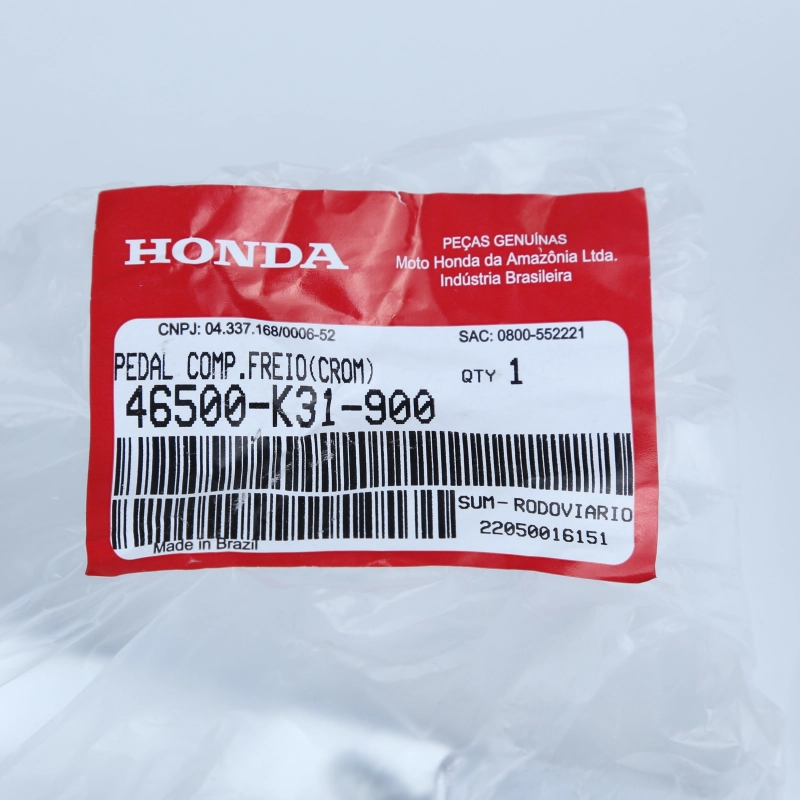 HONDA
PEÇAS GENUÍNAS
Moto Honda da Amazônia Ltda.
Indústria Brasileira
CNPJ: 04.337.168/0006-52
SAC: 0800-552221
PEDAL COMP.FREIO(CROM)
QTY 1
46500-K31-900
SUM-RODOVIARIO
22050016151
Made in Brazil